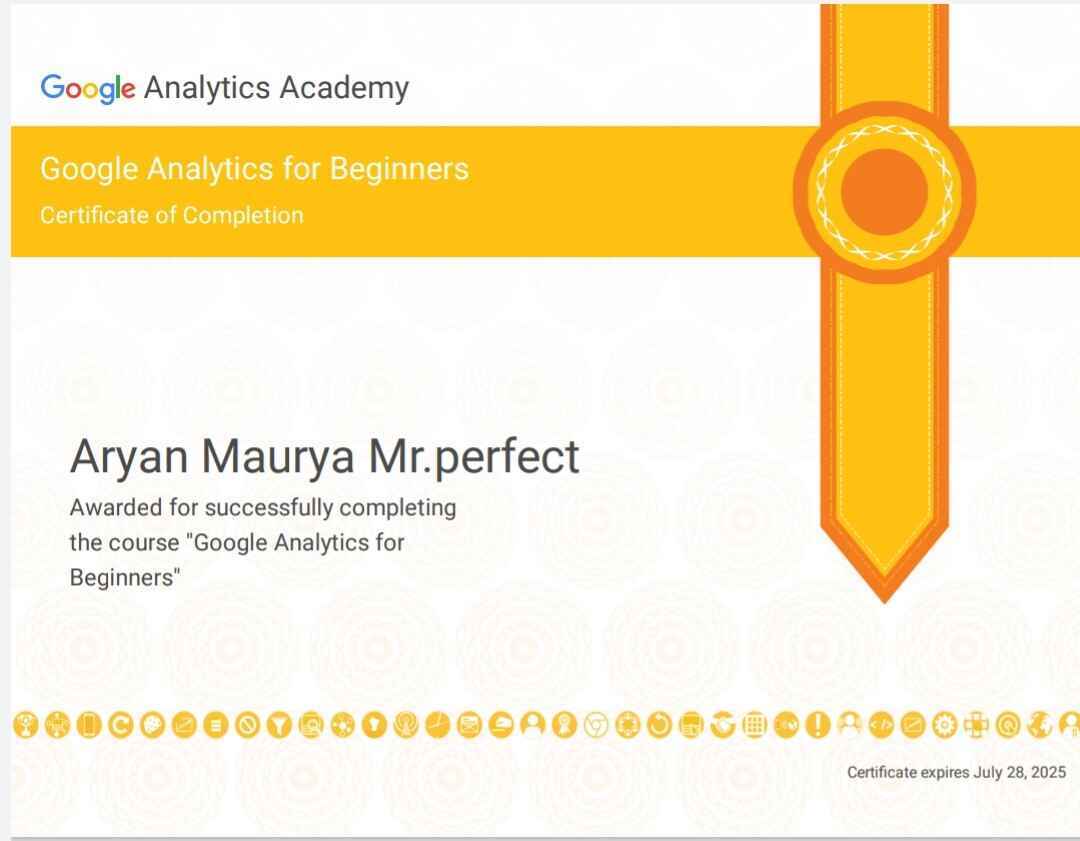 Google Analytics Academy
Google Analytics for Beginners
Certificate of Completion
Aryan Maurya Mr.perfect
Awarded for successfully completing
the course "Google Analytics for
Beginners"
Certificate expires July 28, 2025